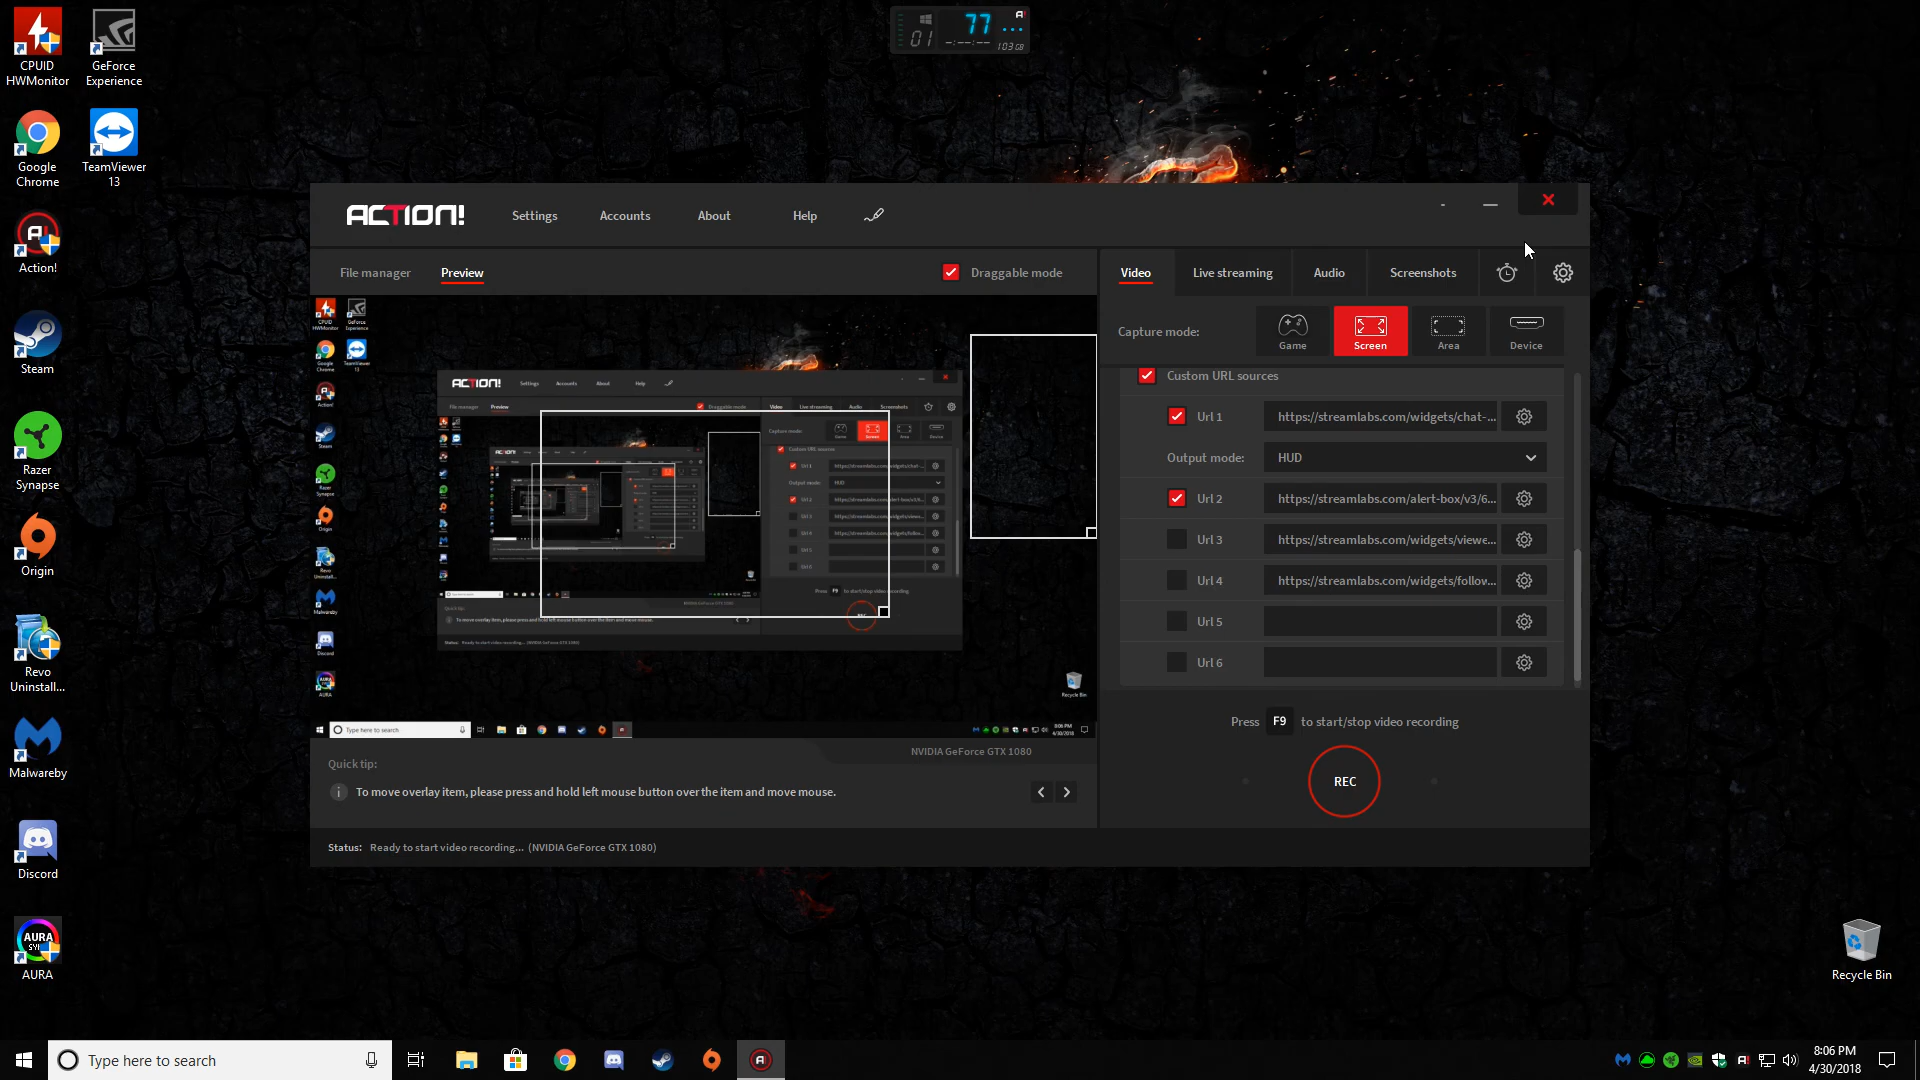 CPUID
HWMonitor
GeForce
Experience
Google
Chrome
TeamViewer
13
Action!
Steam
Razer
Synapse
Origin
Revo
Uninstall...
Malwareby
Discord
AURA
AURA
01
77
A!
103 GB
ACTION!
Settings
Accounts
About
Help
File manager
Preview
Draggable mode
Video
Live streaming
Audio
Screenshots
Capture mode:
Game
Screen
Area
Device
Custom URL sources
Url 1
https://streamlabs.com/widgets/chat-...
Output mode:
HUD
Url 2
https://streamlabs.com/alert-box/v3/6...
Url 3
https://streamlabs.com/widgets/viewe...
Url 4
https://streamlabs.com/widgets/follow...
Url 5
Url 6
Press F9 to start/stop video recording
REC
NVIDIA GeForce GTX 1080
Quick tip:
To move overlay item, please press and hold left mouse button over the item and move mouse.
Status: Ready to start video recording... (NVIDIA GeForce GTX 1080)
Recycle Bin
Type here to search
8:06 PM
4/30/2018